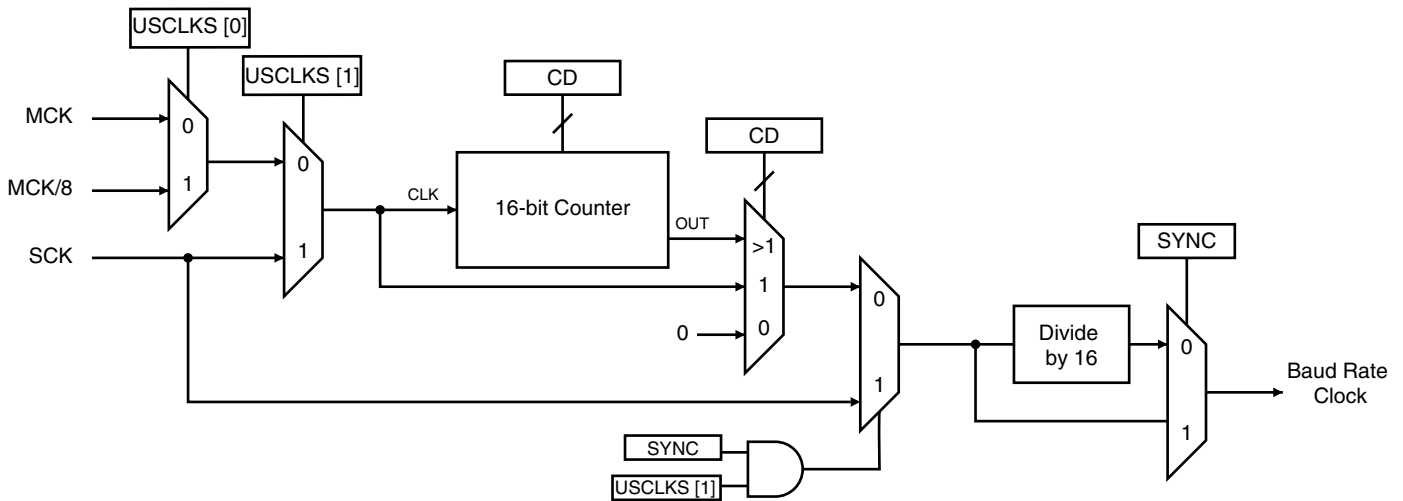 USCLKS [0]
USCLKS [1]
CD
CD
MCK
0
MCK/8
1
0
SCK
1
CLK
16-bit Counter
OUT
>1
1
0
0
SYNC
0
1
Divide
by 16
0
1
Baud Rate
Clock
SYNC
USCLKS [1]